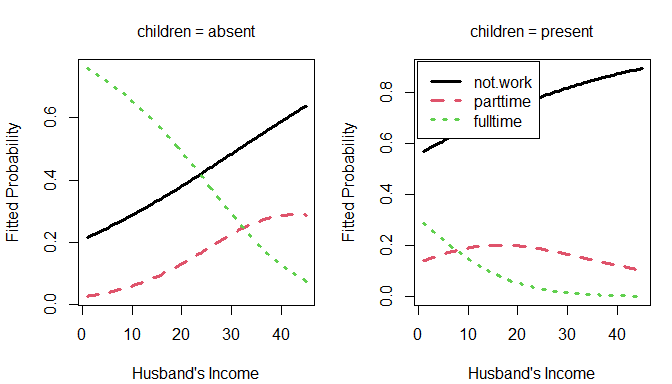 children = absent
Fitted Probability
0.0 0.2 0.4 0.6
0 10 20 30 40
Husband's Income
children = present
not.work
parttime
fulltime
Fitted Probability
0.0 0.2 0.4 0.6 0.8
0 10 20 30 40
Husband's Income